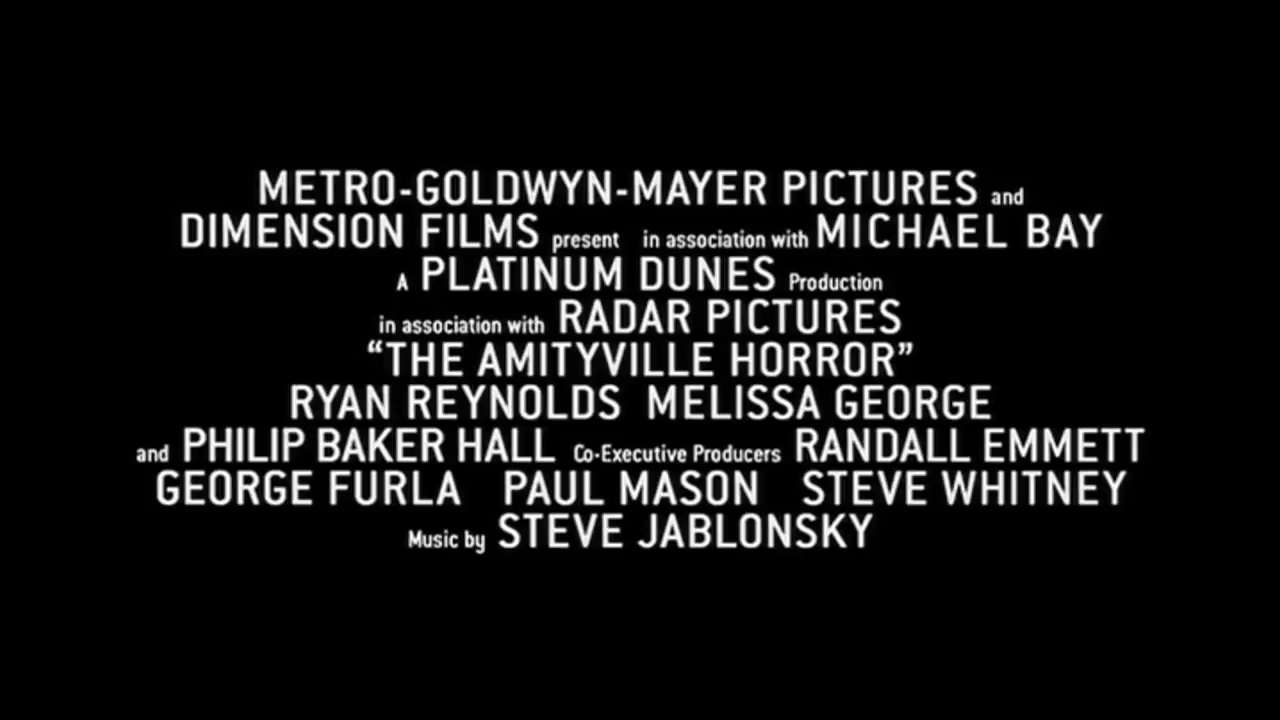 METRO-GOLDWYN-MAYER PICTURES and
DIMENSION FILMS present in association with MICHAEL BAY
A PLATINUM DUNES Production
in association with RADAR PICTURES
“THE AMITYVILLE HORROR”
RYAN REYNOLDS MELISSA GEORGE
and PHILIP BAKER HALL Co-Executive Producers RANDALL EMMETT
GEORGE FURLA PAUL MASON STEVE WHITNEY
Music by STEVE JABLONSKY